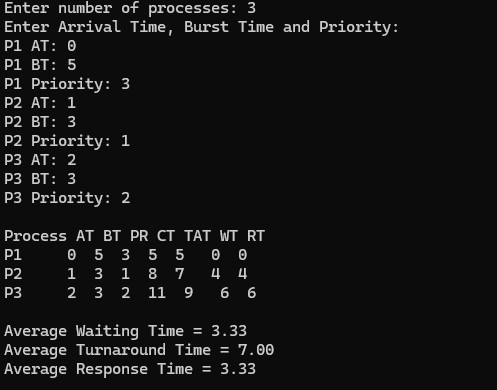 Enter number of processes: 3
Enter Arrival Time, Burst Time and Priority:
P1 AT: 0
P1 BT: 5
P1 Priority: 3
P2 AT: 1
P2 BT: 3
P2 Priority: 1
P3 AT: 2
P3 BT: 3
P3 Priority: 2

Process AT BT PR CT TAT WT RT
P1     0  5  3  5  5   0  0
P2     1  3  1  8  7   4  4
P3     2  3  2  11  9   6  6

Average Waiting Time = 3.33
Average Turnaround Time = 7.00
Average Response Time = 3.33